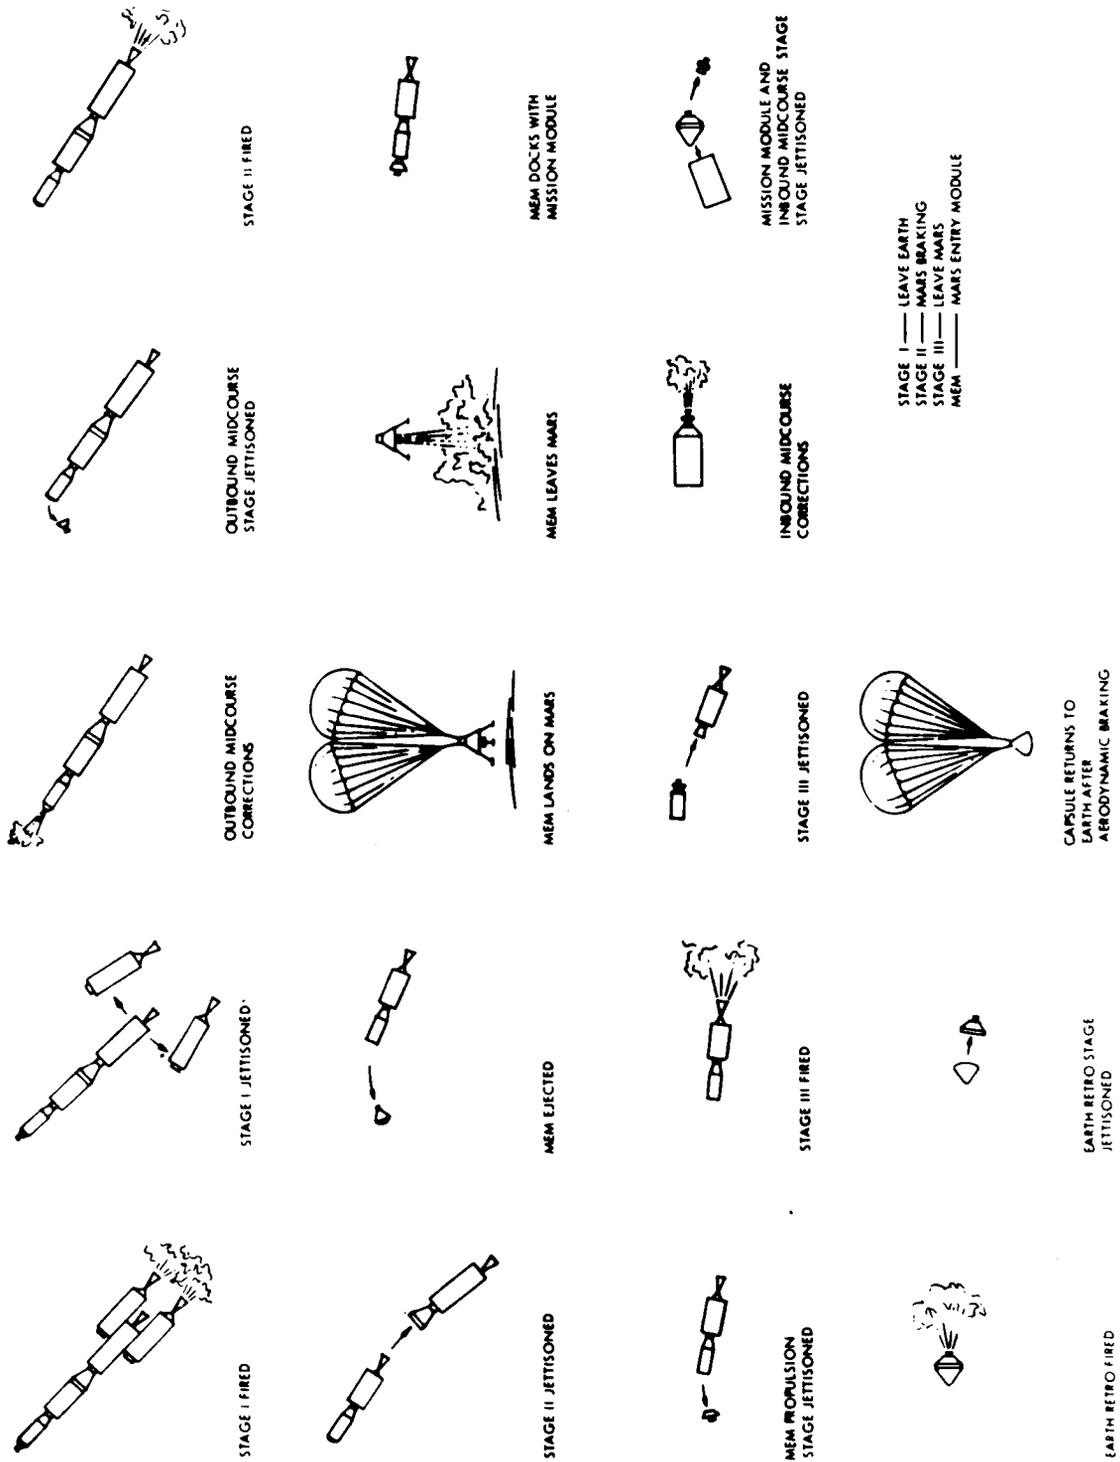 STAGE I FIRED
STAGE I JETTISONED
OUTBOUND MIDCOURSE
CORRECTIONS
OUTBOUND MIDCOURSE
STAGE JETTISONED
STAGE II FIRED
STAGE II JETTISONED
MEM EJECTED
MEM LANDS ON MARS
MEM LEAVES MARS
MEM DOCKS WITH
MISSION MODULE
MEM PROPULSION
STAGE JETTISONED
STAGE III FIRED
STAGE III JETTISONED
INBOUND MIDCOURSE
CORRECTIONS
MISSION MODULE AND
INBOUND MIDCOURSE STAGE
STAGE JETTISONED
EARTH RETRO FIRED
EARTH RETRO STAGE
JETTISONED
CAPSULE RETURNS TO
EARTH AFTER
AERODYNAMIC BRAKING
STAGE I — LEAVE EARTH
STAGE II — MARS BRAKING
STAGE III — LEAVE MARS
MEM — MARS ENTRY MODULE